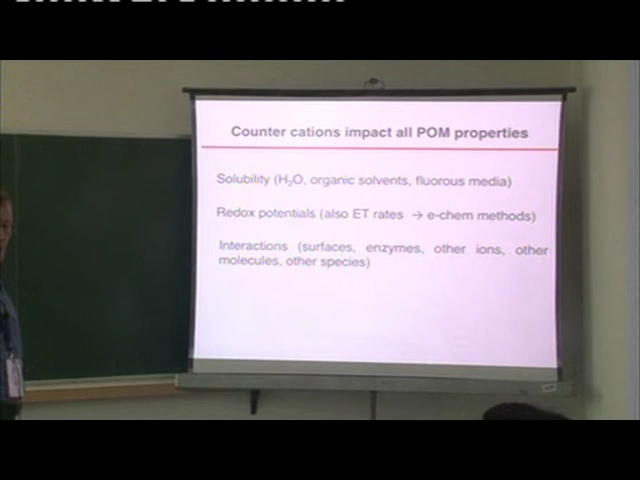 Counter cations impact all POM properties
Solubility (H₂O, organic solvents, fluorous media)
Redox potentials (also ET rates → e-chem methods)
Interactions (surfaces, enzymes, other ions, other
molecules, other species)